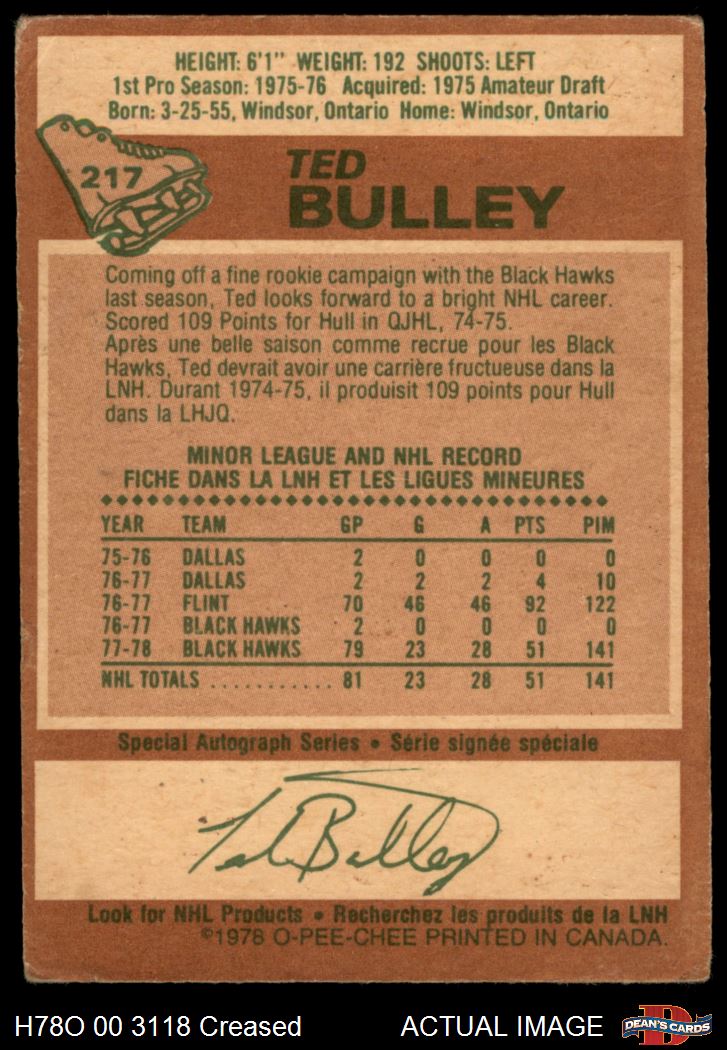 HEIGHT: 6'1" WEIGHT: 192 SHOOTS: LEFT
1st Pro Season: 1975-76 Acquired: 1975 Amateur Draft
Born: 3-25-55, Windsor, Ontario Home: Windsor, Ontario
217
TED
BULLEY
Coming off a fine rookie campaign with the Black Hawks
last season, Ted looks forward to a bright NHL career.
Scored 109 Points for Hull in QJHL, 74-75.
Après une belle saison comme recrue pour les Black
Hawks, Ted devrait avoir une carrière fructueuse dans la
LNH. Durant 1974-75, il produisit 109 points pour Hull
dans la LHJQ.
MINOR LEAGUE AND NHL RECORD
FICHE DANS LA LNH ET LES LIGUES MINEURES
YEAR TEAM GP G A PTS PIM
75-76 DALLAS 2 0 0 0 0
76-77 DALLAS 2 2 2 4 10
76-77 FLINT 70 46 46 92 122
76-77 BLACK HAWKS 2 0 0 0 0
77-78 BLACK HAWKS 79 23 28 51 141
NHL TOTALS ........... 81 23 28 51 141
Special Autograph Series • Série signée spéciale
Ted Bulley
Look for NHL Products • Recherchez les produits de la LNH
©1978 O-PEE-CHEE PRINTED IN CANADA.
H78O 00 3118 Creased ACTUAL IMAGE
D
DEAN'S CARDS